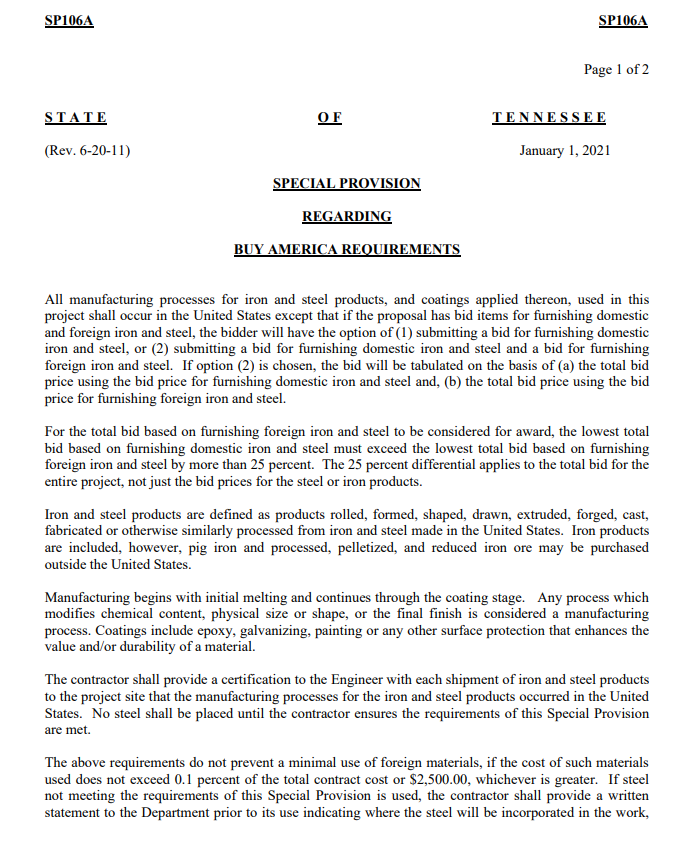 SP106A SP106A
Page 1 of 2
S T A T E O F T E N N E S S E E
(Rev. 6-20-11) January 1, 2021
SPECIAL PROVISION
REGARDING
BUY AMERICA REQUIREMENTS
All manufacturing processes for iron and steel products, and coatings applied thereon, used in this
project shall occur in the United States except that if the proposal has bid items for furnishing domestic
and foreign iron and steel, the bidder will have the option of (1) submitting a bid for furnishing domestic
iron and steel, or (2) submitting a bid for furnishing domestic iron and steel and a bid for furnishing
foreign iron and steel. If option (2) is chosen, the bid will be tabulated on the basis of (a) the total bid
price using the bid price for furnishing domestic iron and steel and, (b) the total bid price using the bid
price for furnishing foreign iron and steel.
For the total bid based on furnishing foreign iron and steel to be considered for award, the lowest total
bid based on furnishing domestic iron and steel must exceed the lowest total bid based on furnishing
foreign iron and steel by more than 25 percent. The 25 percent differential applies to the total bid for the
entire project, not just the bid prices for the steel or iron products.
Iron and steel products are defined as products rolled, formed, shaped, drawn, extruded, forged, cast,
fabricated or otherwise similarly processed from iron and steel made in the United States. Iron products
are included, however, pig iron and processed, pelletized, and reduced iron ore may be purchased
outside the United States.
Manufacturing begins with initial melting and continues through the coating stage. Any process which
modifies chemical content, physical size or shape, or the final finish is considered a manufacturing
process. Coatings include epoxy, galvanizing, painting or any other surface protection that enhances the
value and/or durability of a material.
The contractor shall provide a certification to the Engineer with each shipment of iron and steel products
to the project site that the manufacturing processes for the iron and steel products occurred in the United
States. No steel shall be placed until the contractor ensures the requirements of this Special Provision
are met.
The above requirements do not prevent a minimal use of foreign materials, if the cost of such materials
used does not exceed 0.1 percent of the total contract cost or $2,500.00, whichever is greater. If steel
not meeting the requirements of this Special Provision is used, the contractor shall provide a written
statement to the Department prior to its use indicating where the steel will be incorporated in the work,